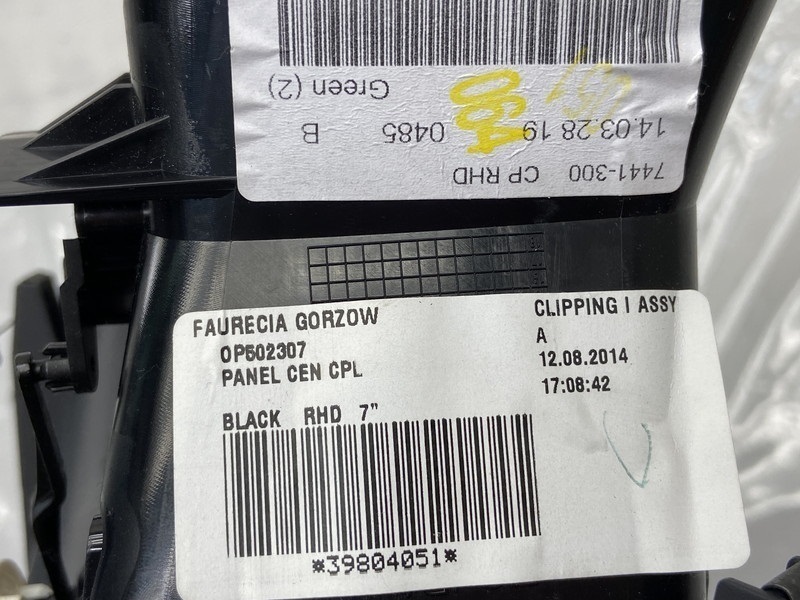 7441-300 CP RHD
14.03.28 19 0485 B
Green (2)
FAURECIA GORZOW
0P502307
PANEL CEN CPL
BLACK RHD 7"
CLIPPING I ASSY
A
12.08.2014
17:08:42
*39804051*